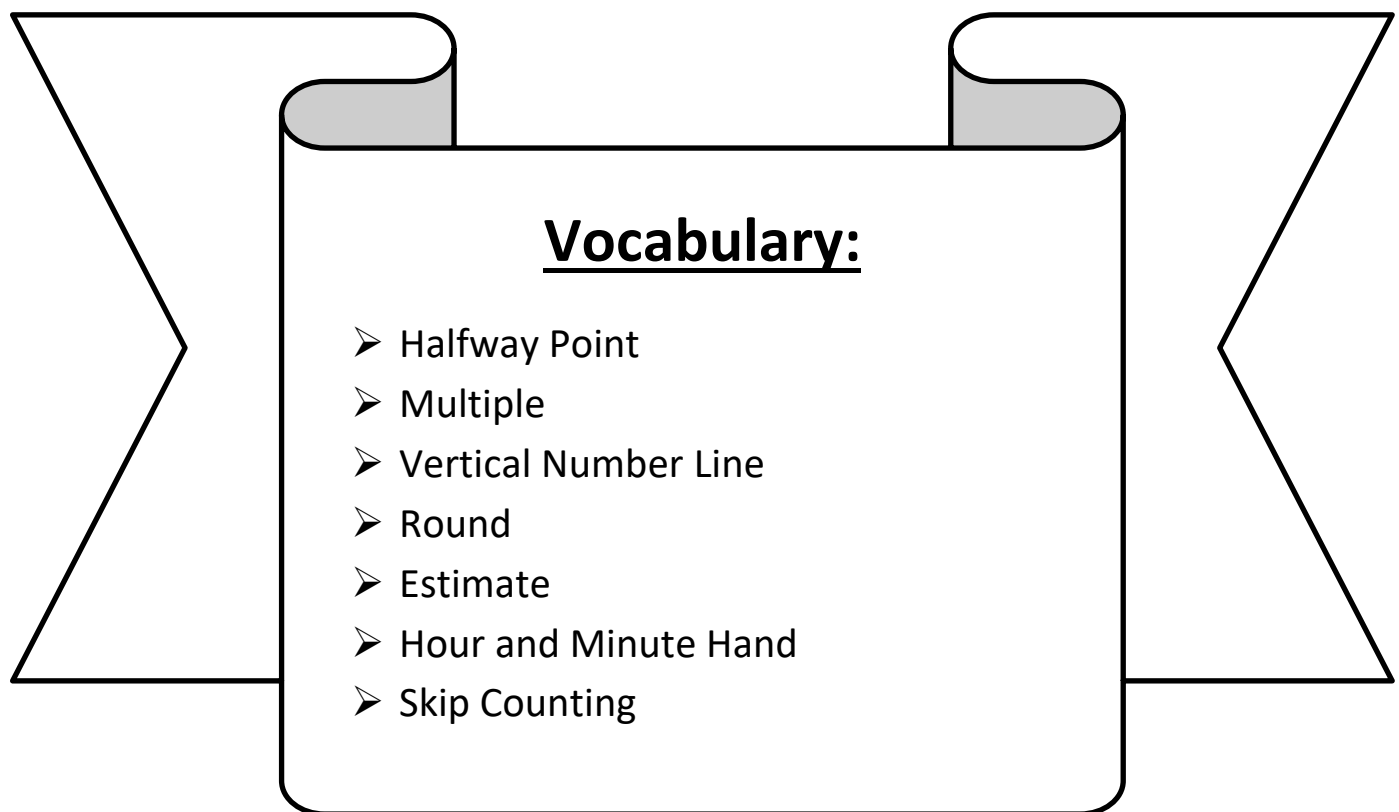 Vocabulary:
➢ Halfway Point
➢ Multiple
➢ Vertical Number Line
➢ Round
➢ Estimate
➢ Hour and Minute Hand
➢ Skip Counting